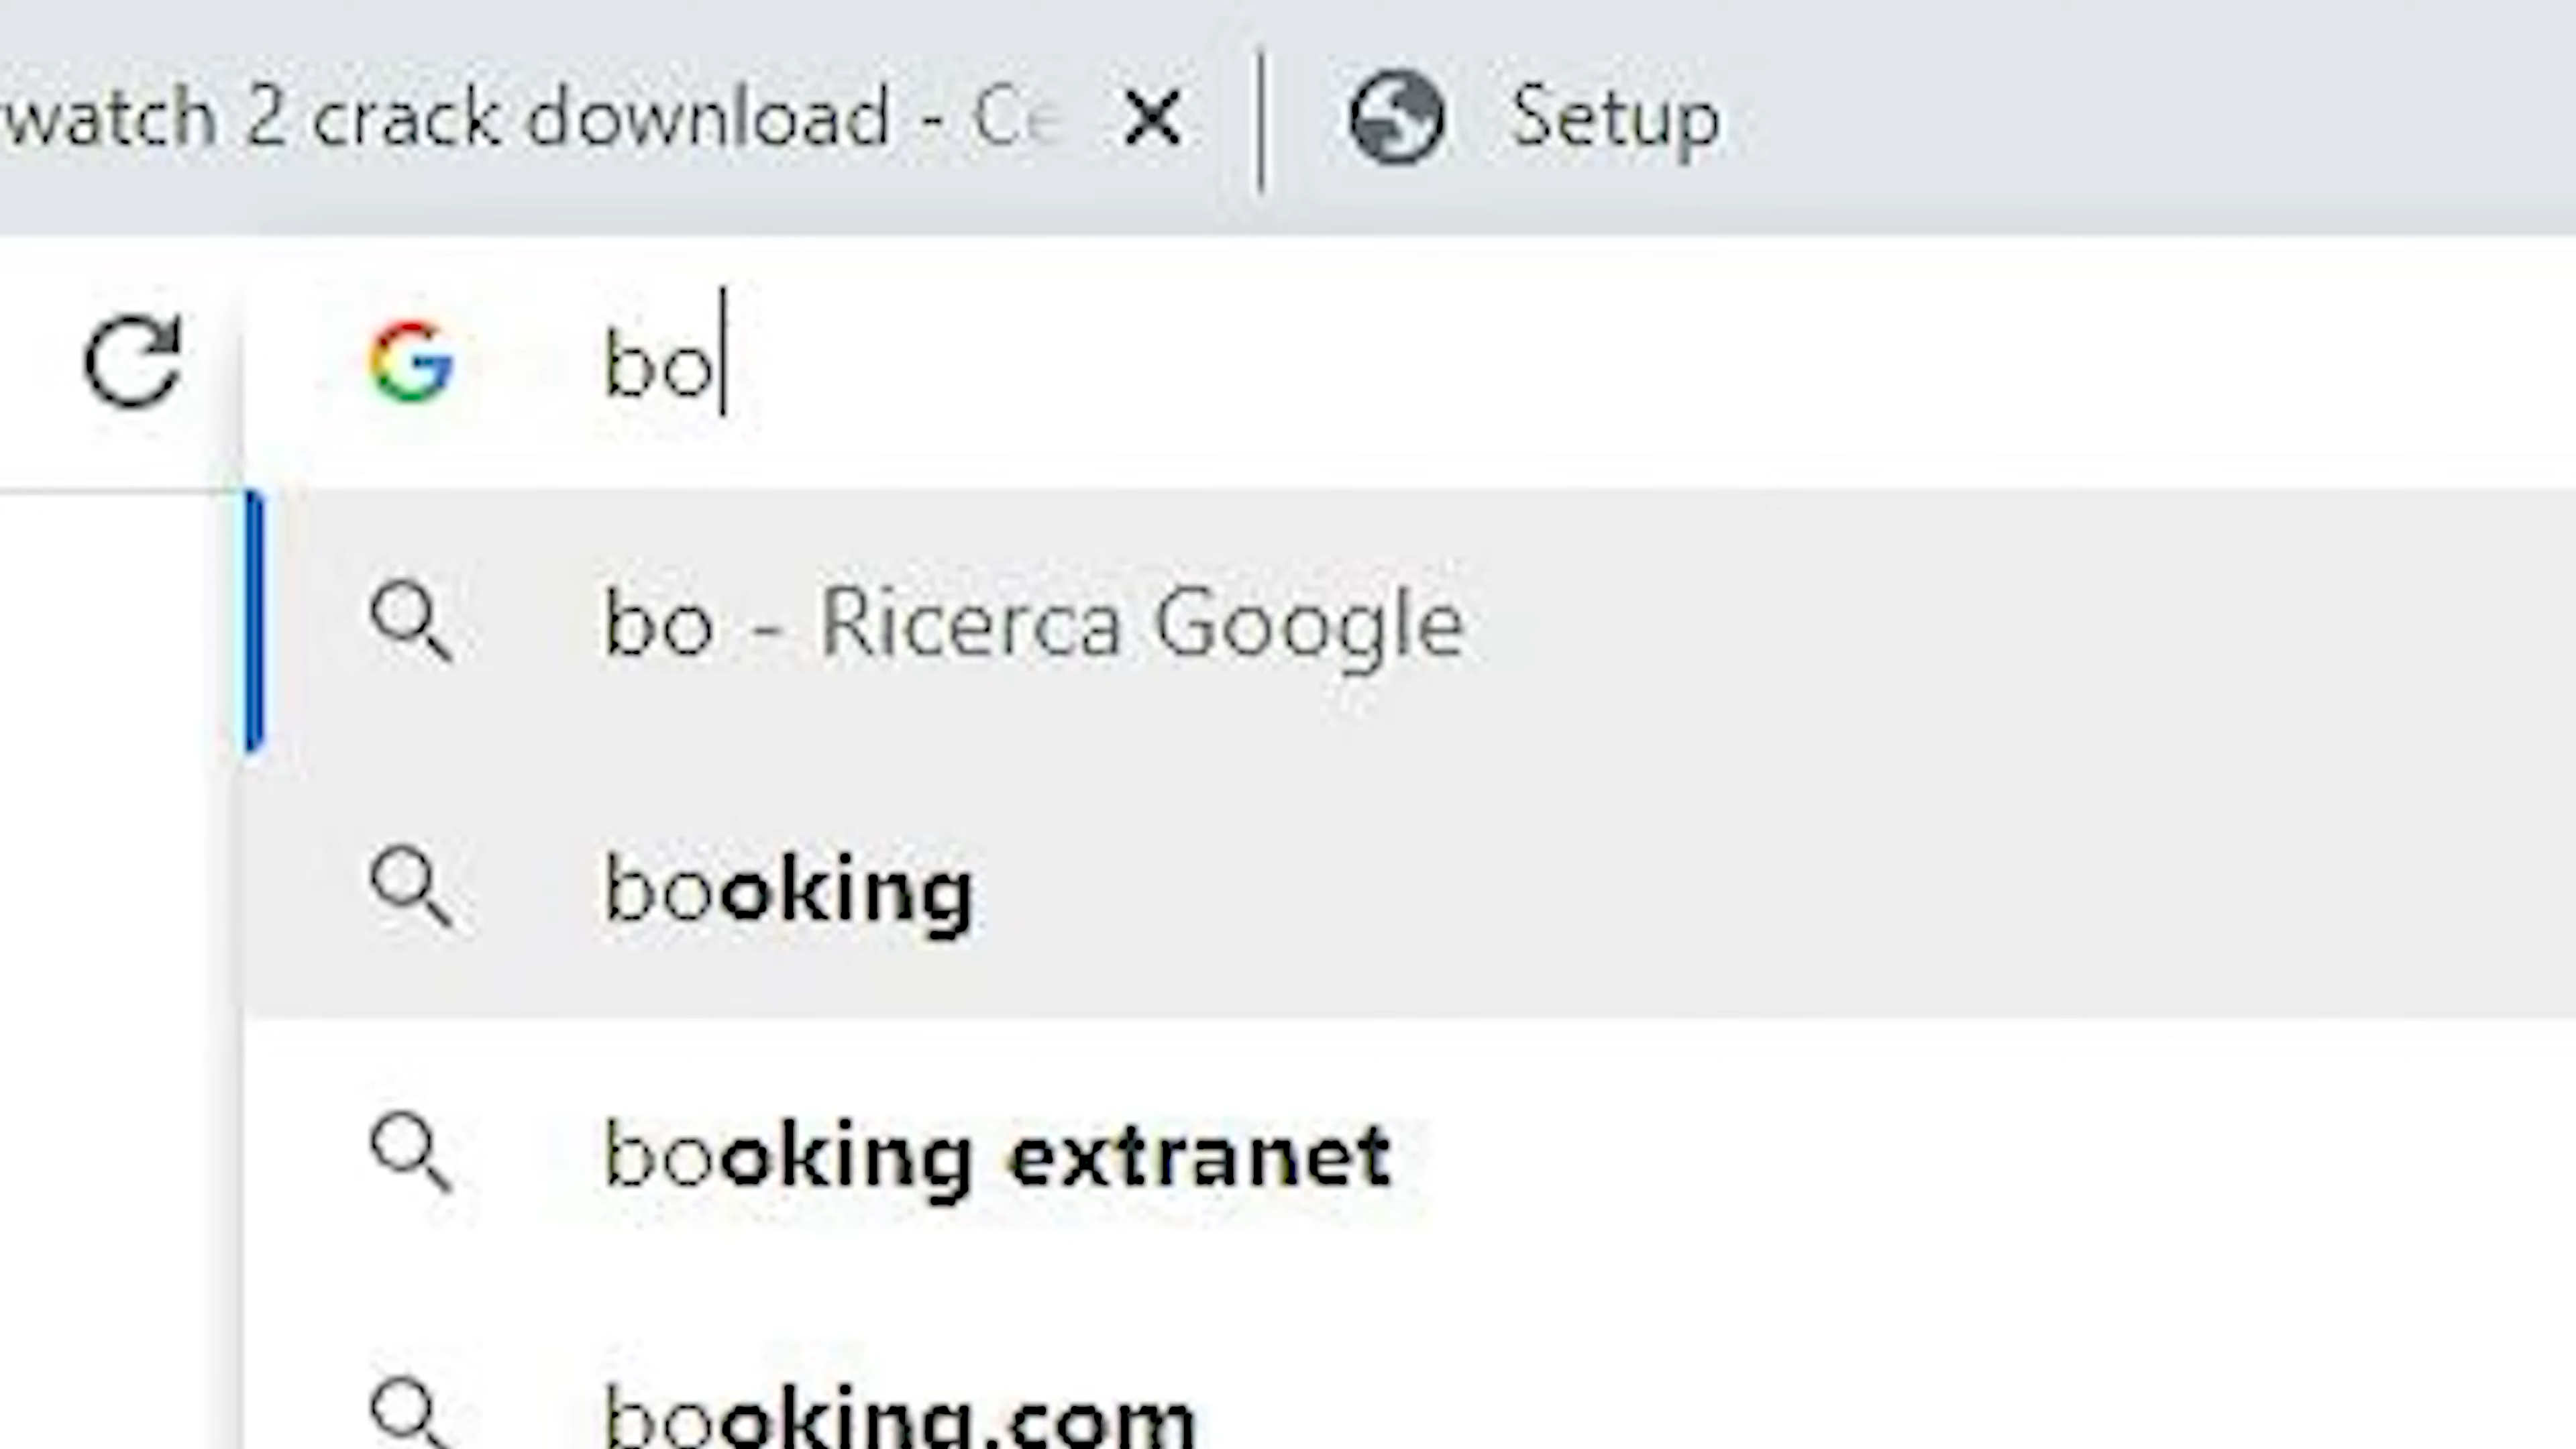 watch 2 crack download - Ce
Setup
bo
bo - Ricerca Google
booking
booking extranet
booking.com